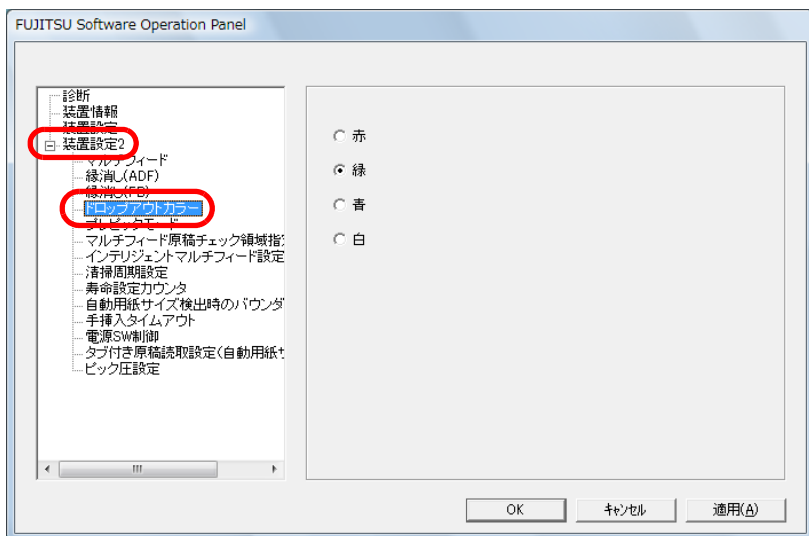 FUJITSU Software Operation Panel
診断
装置情報
装置設定
装置設定2
マルチフィード
縁消し(ADF)
縁消し(FB)
ドロップアウトカラー
プレピックモード
マルチフィード原稿チェック領域指
インテリジェントマルチフィード設定
清掃周期設定
寿命設定カウンタ
自動用紙サイズ検出時のバウンダ
手挿入タイムアウト
電源SW制御
タブ付き原稿読取設定(自動用紙サ
ピック圧設定
赤
緑
青
白
OK
キャンセル
適用(A)